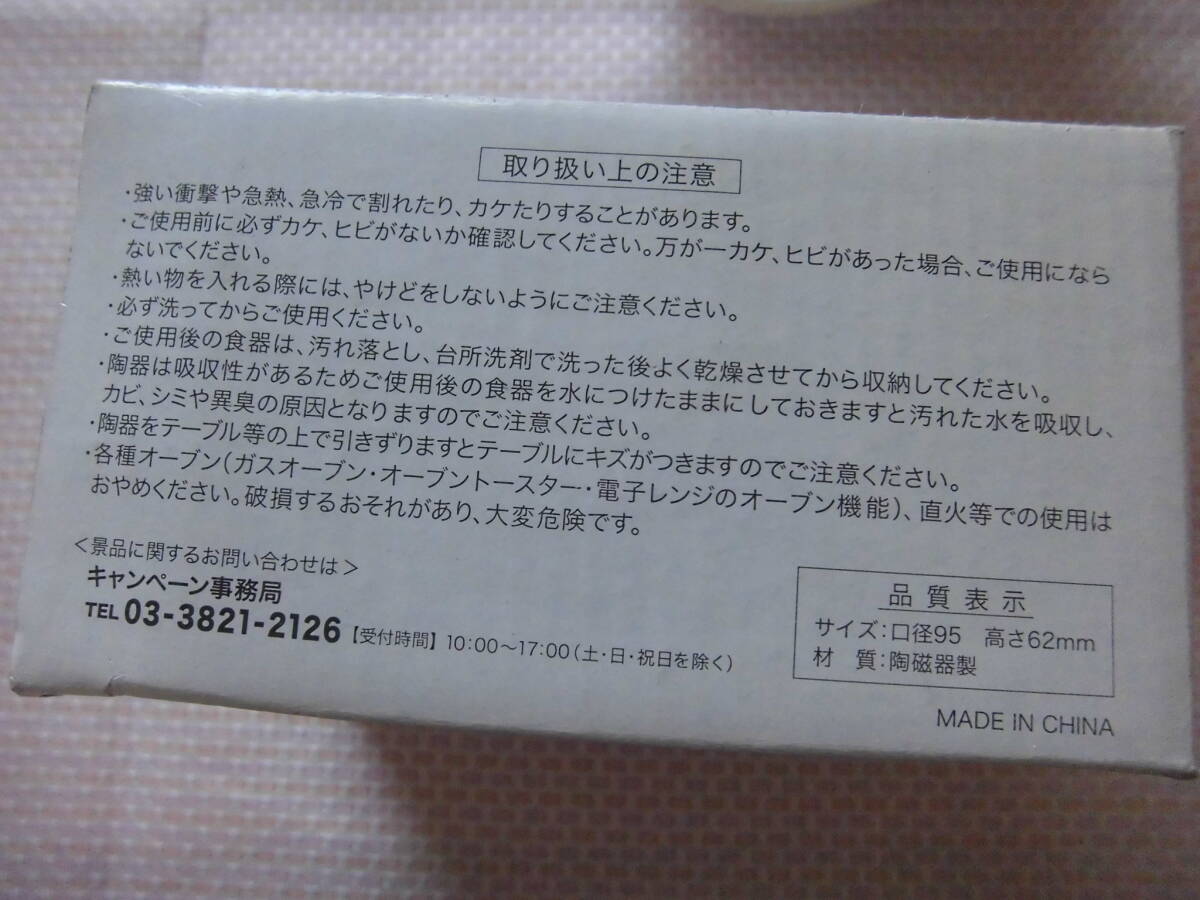 取り扱い上の注意
・強い衝撃や急熱、急冷で割れたり、カケたりすることがあります。
・ご使用前に必ずカケ、ヒビがないか確認してください。万が一カケ、ヒビがあった場合、ご使用になら
ないでください。
・熱い物を入れる際には、やけどをしないようにご注意ください。
・必ず洗ってからご使用ください。
・ご使用後の食器は、汚れ落とし、台所洗剤で洗った後よく乾燥させてから収納してください。
・陶器は吸収性があるためご使用後の食器を水につけたままにしておきますと汚れた水を吸収し、
カビ、シミや異臭の原因となりますのでご注意ください。
・陶器をテーブル等の上で引きずりますとテーブルにキズがつきますのでご注意ください。
・各種オーブン(ガスオーブン・オーブントースター・電子レンジのオーブン機能)、直火等での使用は
おやめください。破損するおそれがあり、大変危険です。
<景品に関するお問い合わせは>
キャンペーン事務局
TEL 03-3821-2126 【受付時間】 10:00～17:00(土・日・祝日を除く)
品質表示
サイズ:口径95 高さ62mm
材 質:陶磁器製
MADE IN CHINA